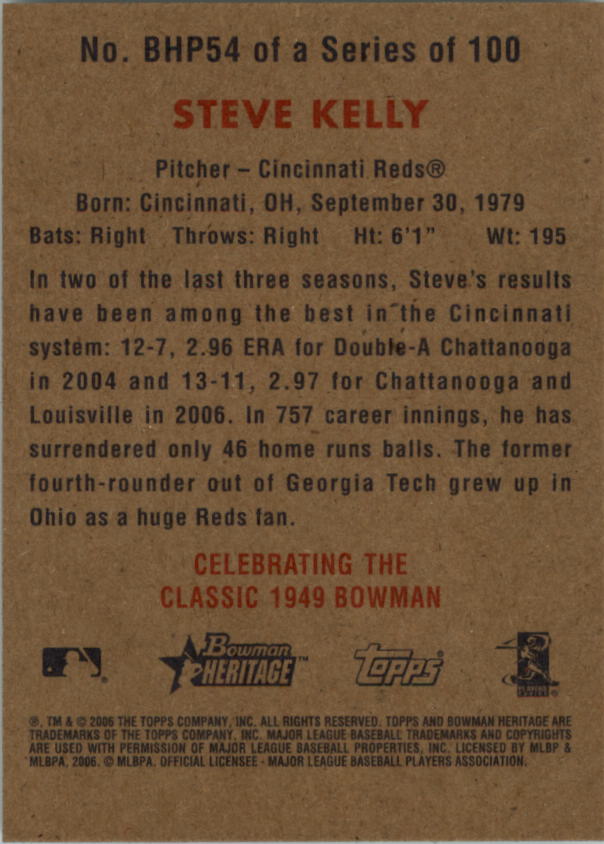 No. BHP54 of a Series of 100
STEVE KELLY
Pitcher – Cincinnati Reds®
Born: Cincinnati, OH, September 30, 1979
Bats: Right Throws: Right Ht: 6'1" Wt: 195
In two of the last three seasons, Steve's results
have been among the best in the Cincinnati
system: 12-7, 2.96 ERA for Double-A Chattanooga
in 2004 and 13-11, 2.97 for Chattanooga and
Louisville in 2006. In 757 career innings, he has
surrendered only 46 home runs balls. The former
fourth-rounder out of Georgia Tech grew up in
Ohio as a huge Reds fan.
CELEBRATING THE
CLASSIC 1949 BOWMAN
Bowman
HERITAGE™
Topps®
PLAYERS
®, TM & © 2006 THE TOPPS COMPANY, INC. ALL RIGHTS RESERVED. TOPPS AND BOWMAN HERITAGE ARE
TRADEMARKS OF THE TOPPS COMPANY, INC. MAJOR LEAGUE BASEBALL TRADEMARKS AND COPYRIGHTS
ARE USED WITH PERMISSION OF MAJOR LEAGUE BASEBALL PROPERTIES, INC. LICENSED BY MLBP &
MLBPA, 2006. © MLBPA. OFFICIAL LICENSEE - MAJOR LEAGUE BASEBALL PLAYERS ASSOCIATION.